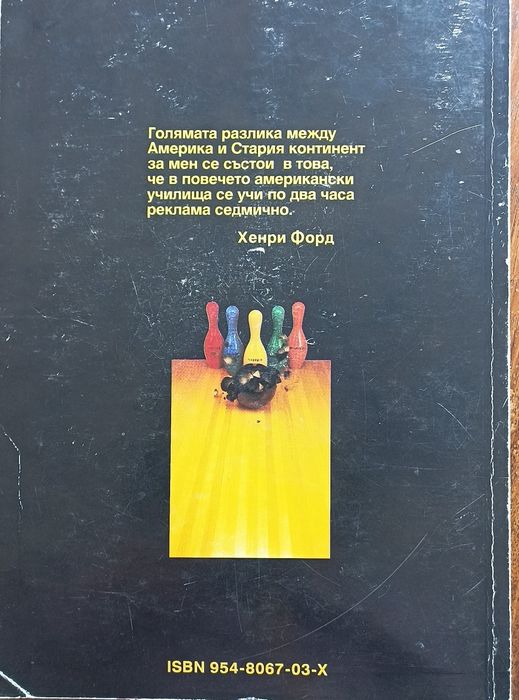 Голямата разлика между
Америка и Стария континент
за мен се състои в това,
че в повечето американски
училища се учи по два часа
реклама седмично.
Хенри Форд
ISBN 954-8067-03-X